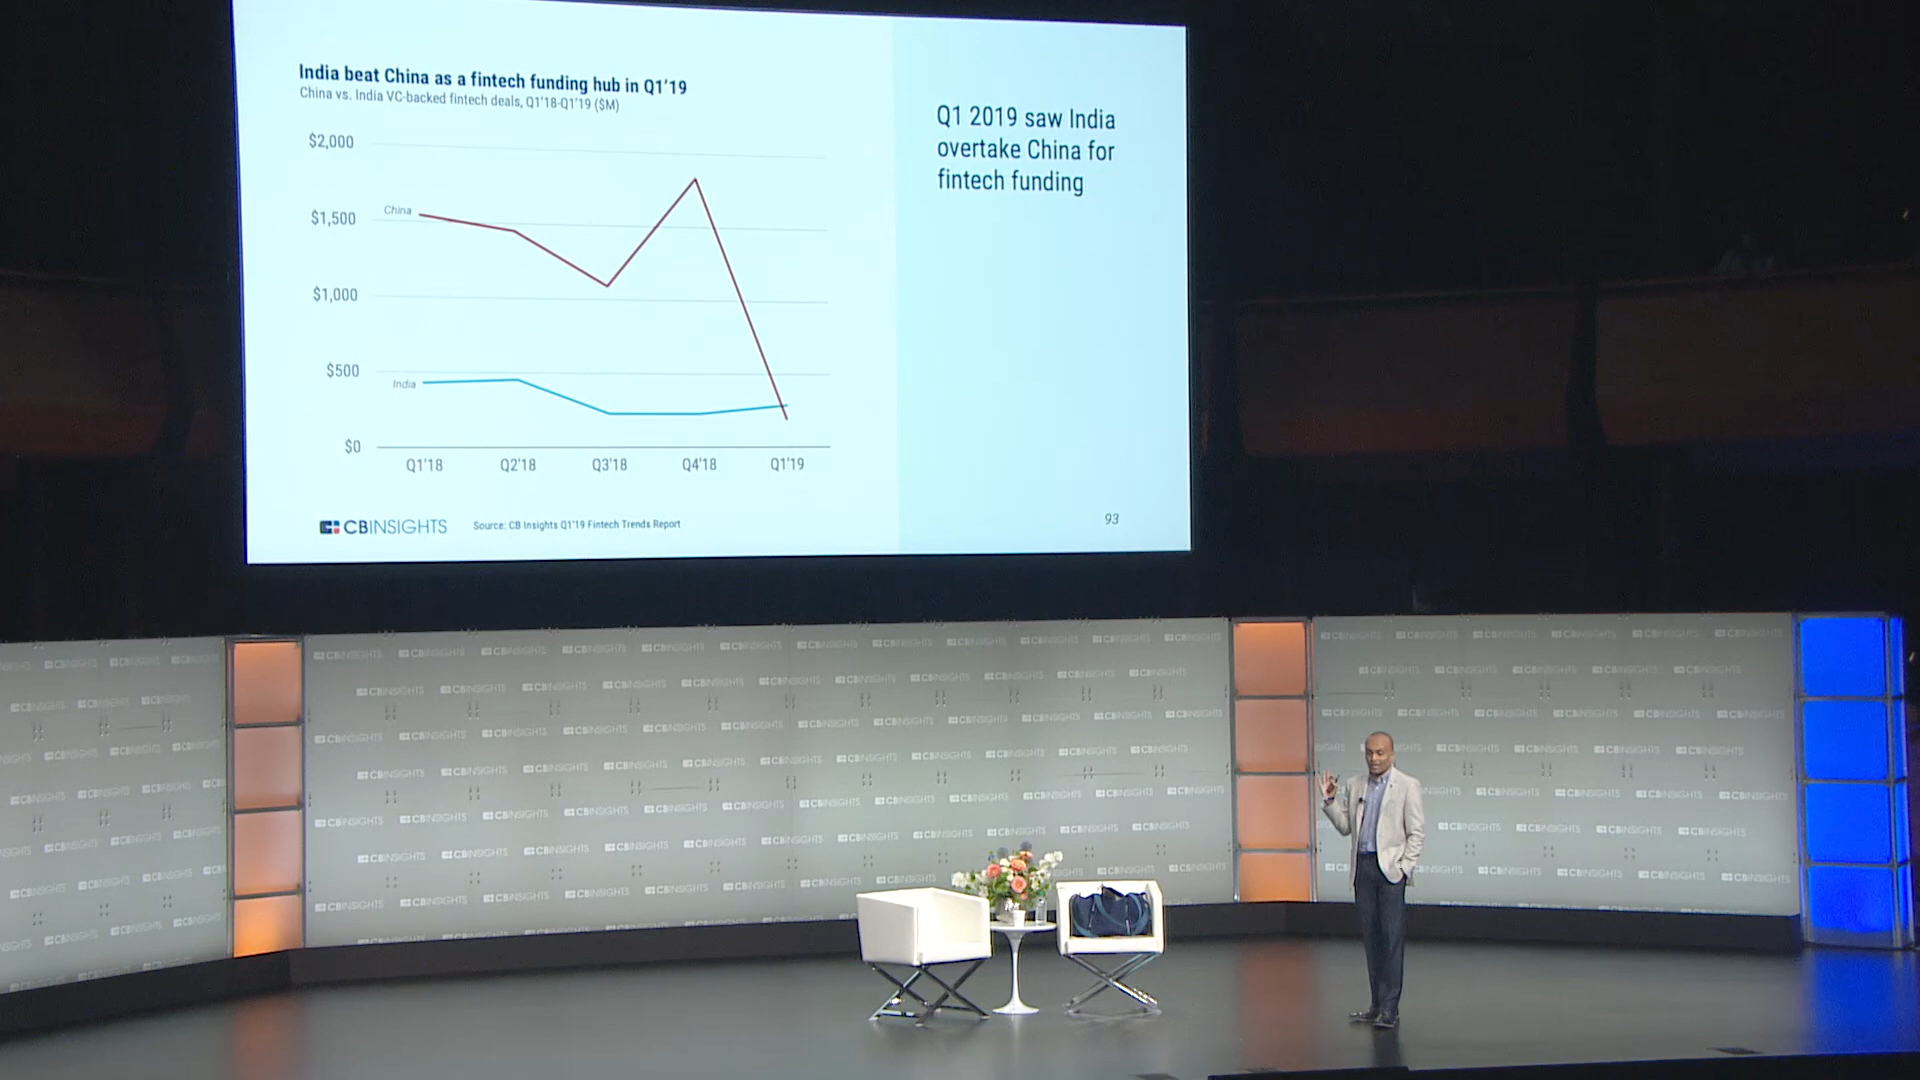 India beat China as a fintech funding hub in Q1'19
China vs. India VC-backed fintech deals, Q1'18-Q1'19 ($M)
$2,000
$1,500
$1,000
$500
$0
China
India
Q1'18 Q2'18 Q3'18 Q4'18 Q1'19
CBINSIGHTS
Source: CB Insights Q1'19 Fintech Trends Report
Q1 2019 saw India
overtake China for
fintech funding
93
CBINSIGHTS